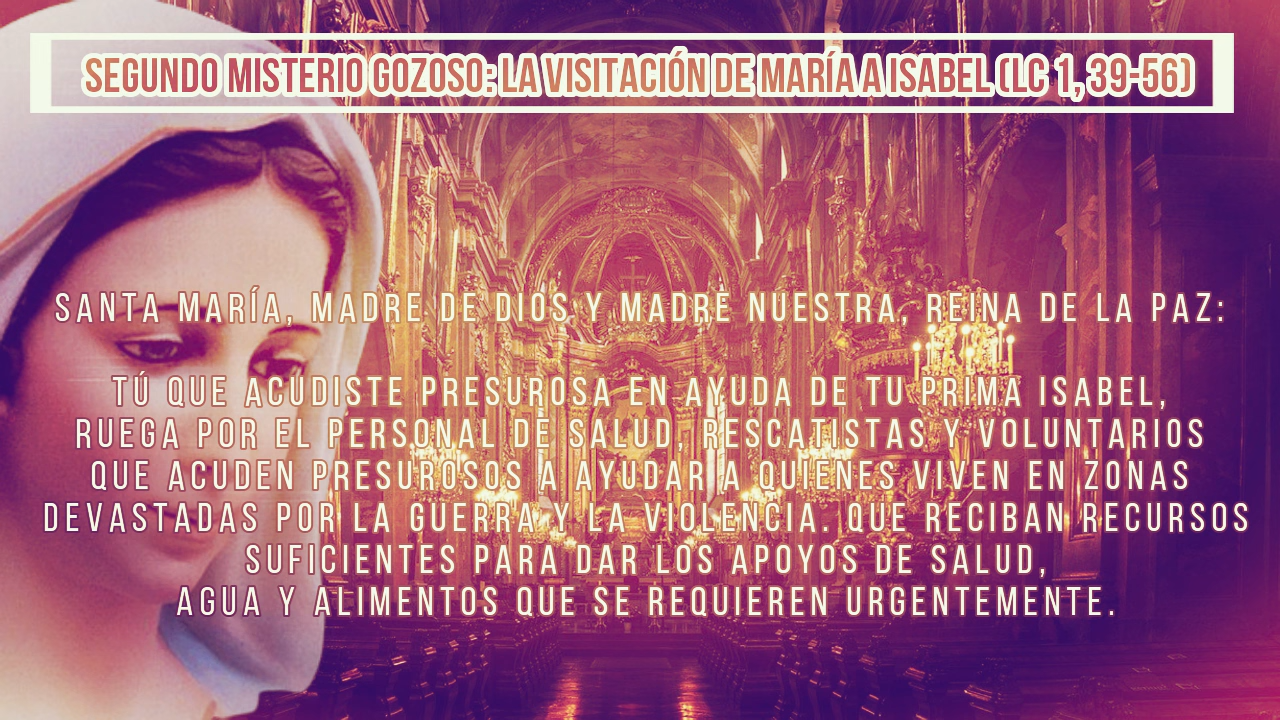 SEGUNDO MISTERIO GOZOSO: LA VISITACIÓN DE MARÍA A ISABEL (LC 1, 39-56)
SANTA MARÍA, MADRE DE DIOS Y MADRE NUESTRA, REINA DE LA PAZ:
TÚ QUE ACUDISTE PRESUROSA EN AYUDA DE TU PRIMA ISABEL,
RUEGA POR EL PERSONAL DE SALUD, RESCATISTAS Y VOLUNTARIOS
QUE ACUDEN PRESUROSOS A AYUDAR A QUIENES VIVEN EN ZONAS
DEVASTADAS POR LA GUERRA Y LA VIOLENCIA. QUE RECIBAN RECURSOS
SUFICIENTES PARA DAR LOS APOYOS DE SALUD,
AGUA Y ALIMENTOS QUE SE REQUIEREN URGENTEMENTE.